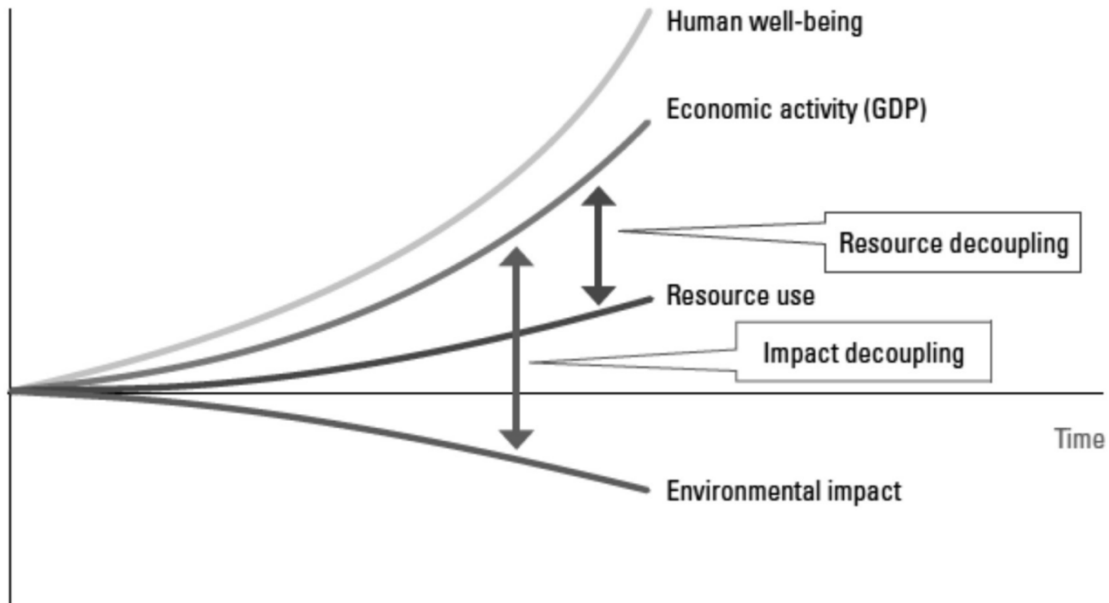 Human well-being
Economic activity (GDP)
Resource decoupling
Resource use
Impact decoupling
Time
Environmental impact